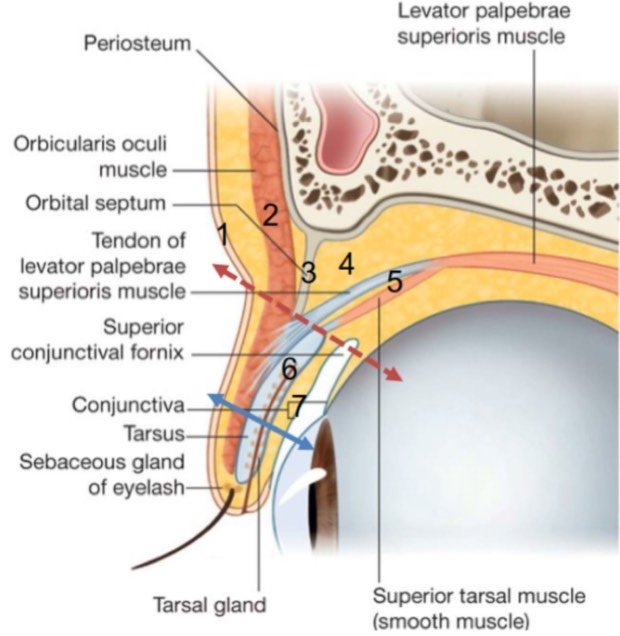 Levator palpebrae
superioris muscle
Periosteum
Orbicularis oculi
muscle
Orbital septum
Tendon of
levator palpebrae
superioris muscle
Superior
conjunctival fornix
Conjunctiva
Tarsus
Sebaceous gland
of eyelash
Tarsal gland
Superior tarsal muscle
(smooth muscle)
1
2
3
4
5
6
7